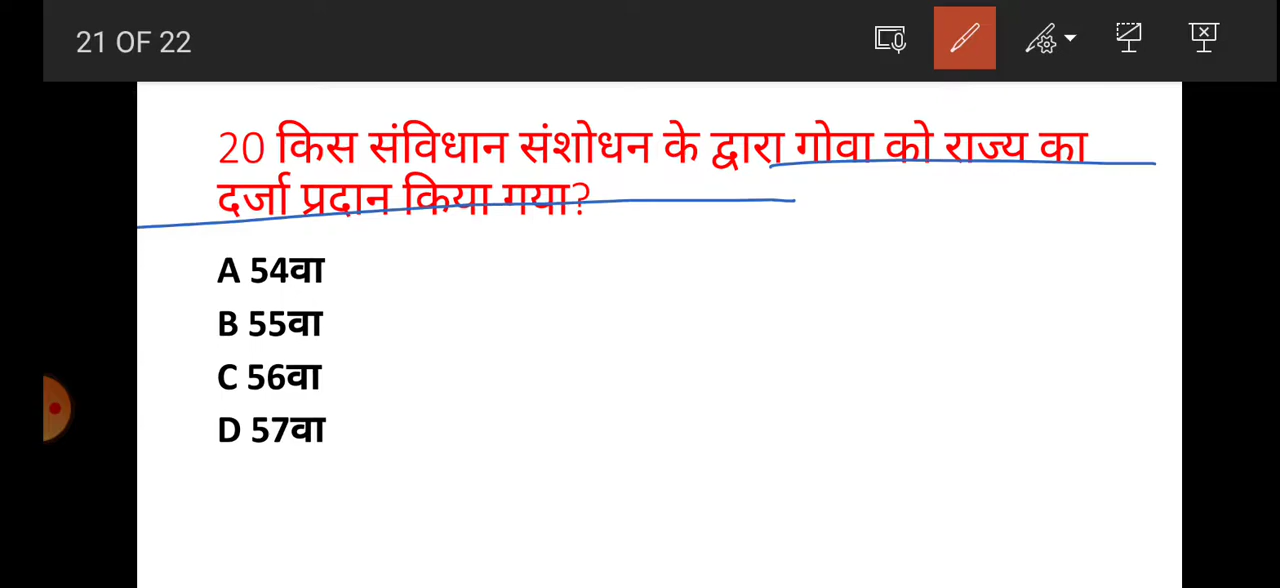 21 OF 22
20 किस संविधान संशोधन के द्वारा गोवा को राज्य का
दर्जा प्रदान किया गया?
A 54वा
B 55वा
C 56वा
D 57वा